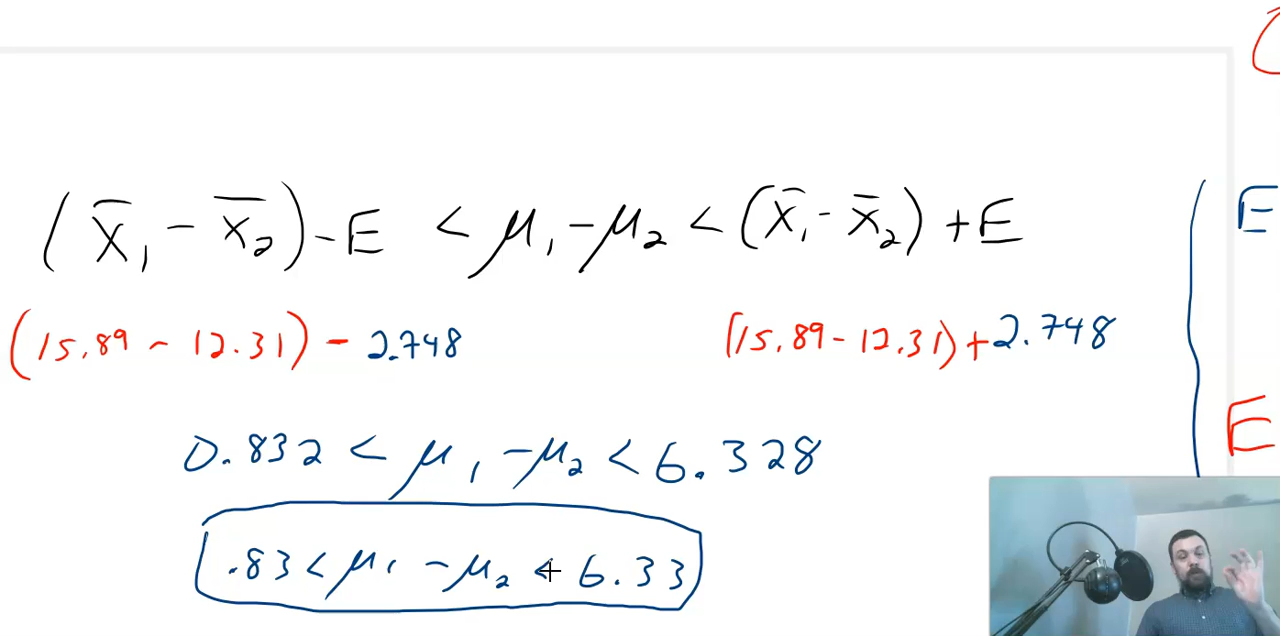 (x̄₁ - x̄₂) - E < μ₁ - μ₂ < (x̄₁ - x̄₂) + E
(15.89 - 12.31) - 2.748
(15.89 - 12.31) + 2.748
0.832 < μ₁ - μ₂ < 6.328
.83 < μ₁ - μ₂ < 6.33
E
E